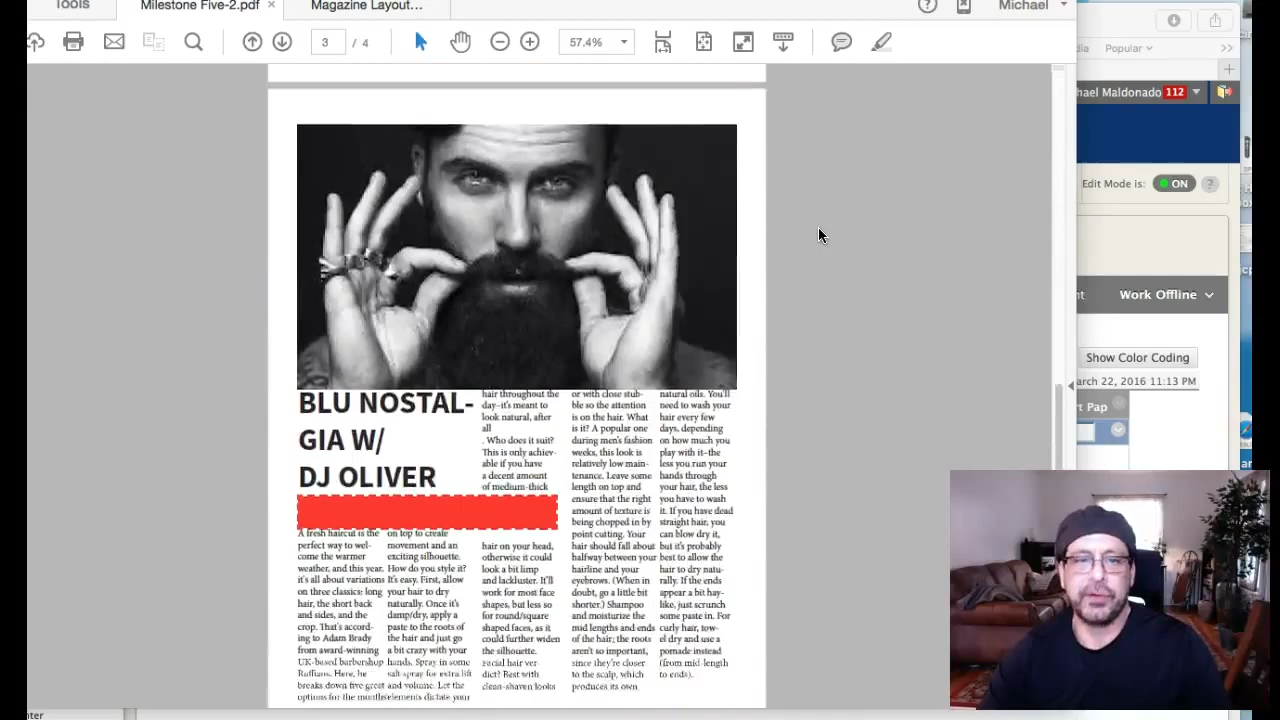 Tools
Milestone Five-2.pdf ×
Magazine Layout...
?
Michael
3 / 4
57.4%
dia
Popular
>>
+
hael Maldonado 112
Edit Mode is: ON ?
nt
Work Offline
Show Color Coding
arch 22, 2016 11:13 PM
rt Pap
nter
BLU NOSTAL-
GIA W/
DJ OLIVER
A fresh haircut is the
perfect way to wel-
come the warmer
weather, and this year,
it's all about variations
on three classics: long
hair, the short back
and sides, and the
crop. That's accord-
ing to Adam Brady
from award-winning
UK-based barbershop
Ruffians. Here, he
breaks down five great
options for the months
on top to create
movement and an
exciting silhouette.
How do you style it?
It's easy. First, allow
your hair to dry
naturally. Once it's
damp/dry, apply a
paste to the roots of
the hair and just go
a bit crazy with your
hands. Spray in some
salt spray for extra lift
and volume. Let the
elements dictate your
hair throughout the
day–it's meant to
look natural, after
all
. Who does it suit?
This is only achiev-
able if you have
a decent amount
of medium-thick
hair on your head,
otherwise it could
look a bit limp
and lackluster. It'll
work for most face
shapes, but less so
for round/square
shaped faces, as it
could further widen
the silhouette.
Facial hair ver
dict? Best with
clean-shaven looks
or with close stub-
ble so the attention
is on the hair. What
is it? A popular one
during men's fashion
weeks, this look is
relatively low main-
tenance. Leave some
length on top and
ensure that the right
amount of texture is
being chopped in by
point cutting. Your
hair should fall about
halfway between your
hairline and your
eyebrows. (When in
doubt, go a little bit
shorter.) Shampoo
and moisturize the
mid lengths and ends
of the hair; the roots
aren't so important,
since they're closer
to the scalp, which
produces its own
natural oils. You'll
need to wash your
hair every few
days, depending
on how much you
play with it–the
less you run your
hands through
your hair, the less
you have to wash
it. If you have dead
straight hair, you
can blow dry it,
but it's probably
best to allow the
hair to dry natu-
rally. If the ends
appear a bit hay-
like, just scrunch
some paste in. For
curly hair, tow-
el dry and use a
pomade instead
(from mid-length
to ends).